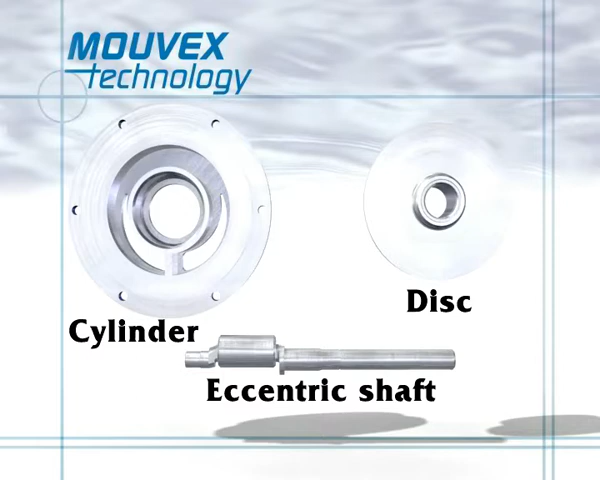 MOUVEX
technology
Cylinder
Disc
Eccentric shaft